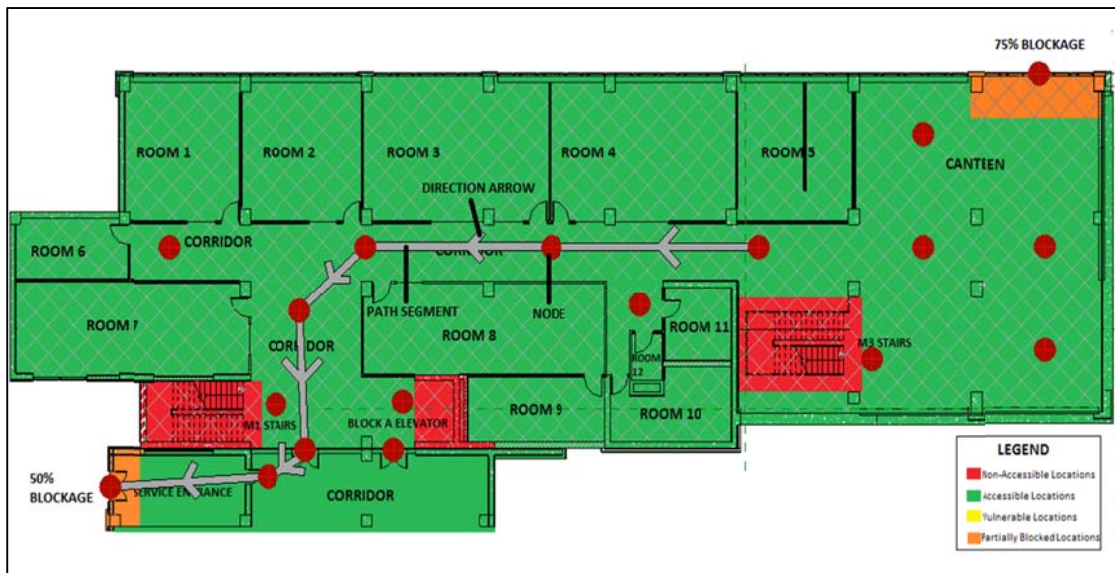 75% BLOCKAGE
ROOM 1
ROOM 2
ROOM 3
ROOM 4
ROOM 5
CANTEEN
DIRECTION ARROW
ROOM 6
CORRIDOR
CORRIDOR
PATH SEGMENT
NODE
ROOM 7
CORRIDOR
ROOM 8
ROOM 11
M3 STAIRS
ROOM
12
ROOM 9
ROOM 10
M1 STAIRS
BLOCK A ELEVATOR
50%
BLOCKAGE
SERVICE ENTRANCE
CORRIDOR
LEGEND
Non-Accessible Locations
Accessible Locations
Vulnerable Locations
Partially Blocked Locations